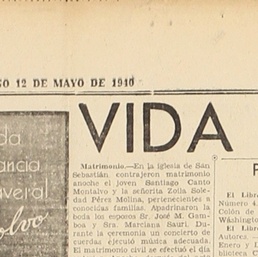 GO 12 DE MAYO DE 1940
VIDA
da
ancia
averal
olvo
Matrimonio.—En la iglesia de San
Sebastián contrajeron matrimonio
anoche el joven Santiago Canto
Montalvo y la señorita Zoila Sole-
dad Pérez Molina, pertenecientes a
conocidas familias. Apadrinaron la
boda los esposos Sr. José M. Gam-
boa y Sra. Marciana Sauri. Du-
rante la ceremonia un concierto de
cuerdas ejecutó música adecuada.
El matrimonio civil se efectuó el día
El Libr
Número 4,
Colón de
Wáshington
El Libr
Autores.—
Enero y
blioteca C